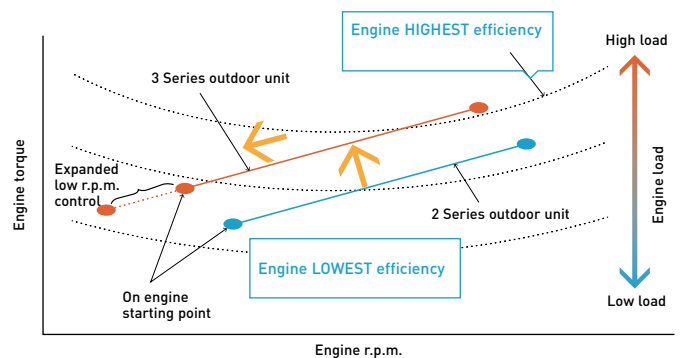 Engine HIGHEST efficiency
High load
3 Series outdoor unit
Expanded
low r.p.m.
control
Engine torque
Engine load
2 Series outdoor unit
Engine LOWEST efficiency
On engine
starting point
Low load
Engine r.p.m.